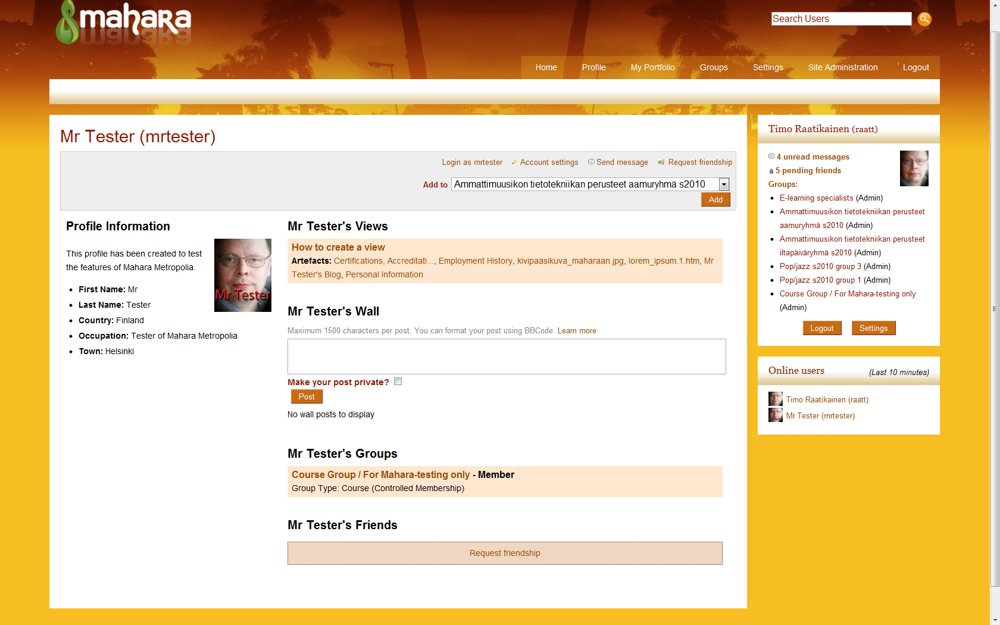 mahara
Search Users
Home Profile My Portfolio Groups Settings Site Administration Logout
Mr Tester (mrtester)
Login as mrtester Account settings Send message Request friendship
Add to Ammattimuusikon tietotekniikan perusteet aamuryhmä s2010
Add
Profile Information
This profile has been created to test
the features of Mahara Metropolia.
Mr Tester
First Name: Mr
Last Name: Tester
Country: Finland
Occupation: Tester of Mahara Metropolia
Town: Helsinki
Mr Tester's Views
How to create a view
Artefacts: Certifications, Accreditati..., Employment History, kivipaasikuva_maharaan.jpg, lorem_ipsum.1.htm, Mr
Tester's Blog, Personal Information
Mr Tester's Wall
Maximum 1500 characters per post. You can format your post using BBCode. Learn more
Make your post private?
Post
No wall posts to display
Mr Tester's Groups
Course Group / For Mahara-testing only - Member
Group Type: Course (Controlled Membership)
Mr Tester's Friends
Request friendship
Timo Raatikainen (raatt)
4 unread messages
5 pending friends
Groups:
E-learning specialists (Admin)
Ammattimuusikon tietotekniikan perusteet
aamuryhmä s2010 (Admin)
Ammattimuusikon tietotekniikan perusteet
iltapäiväryhmä s2010 (Admin)
Pop/jazz s2010 group 3 (Admin)
Pop/jazz s2010 group 1 (Admin)
Course Group / For Mahara-testing only
(Admin)
Logout Settings
Online users (Last 10 minutes)
Timo Raatikainen (raatt)
Mr Tester (mrtester)